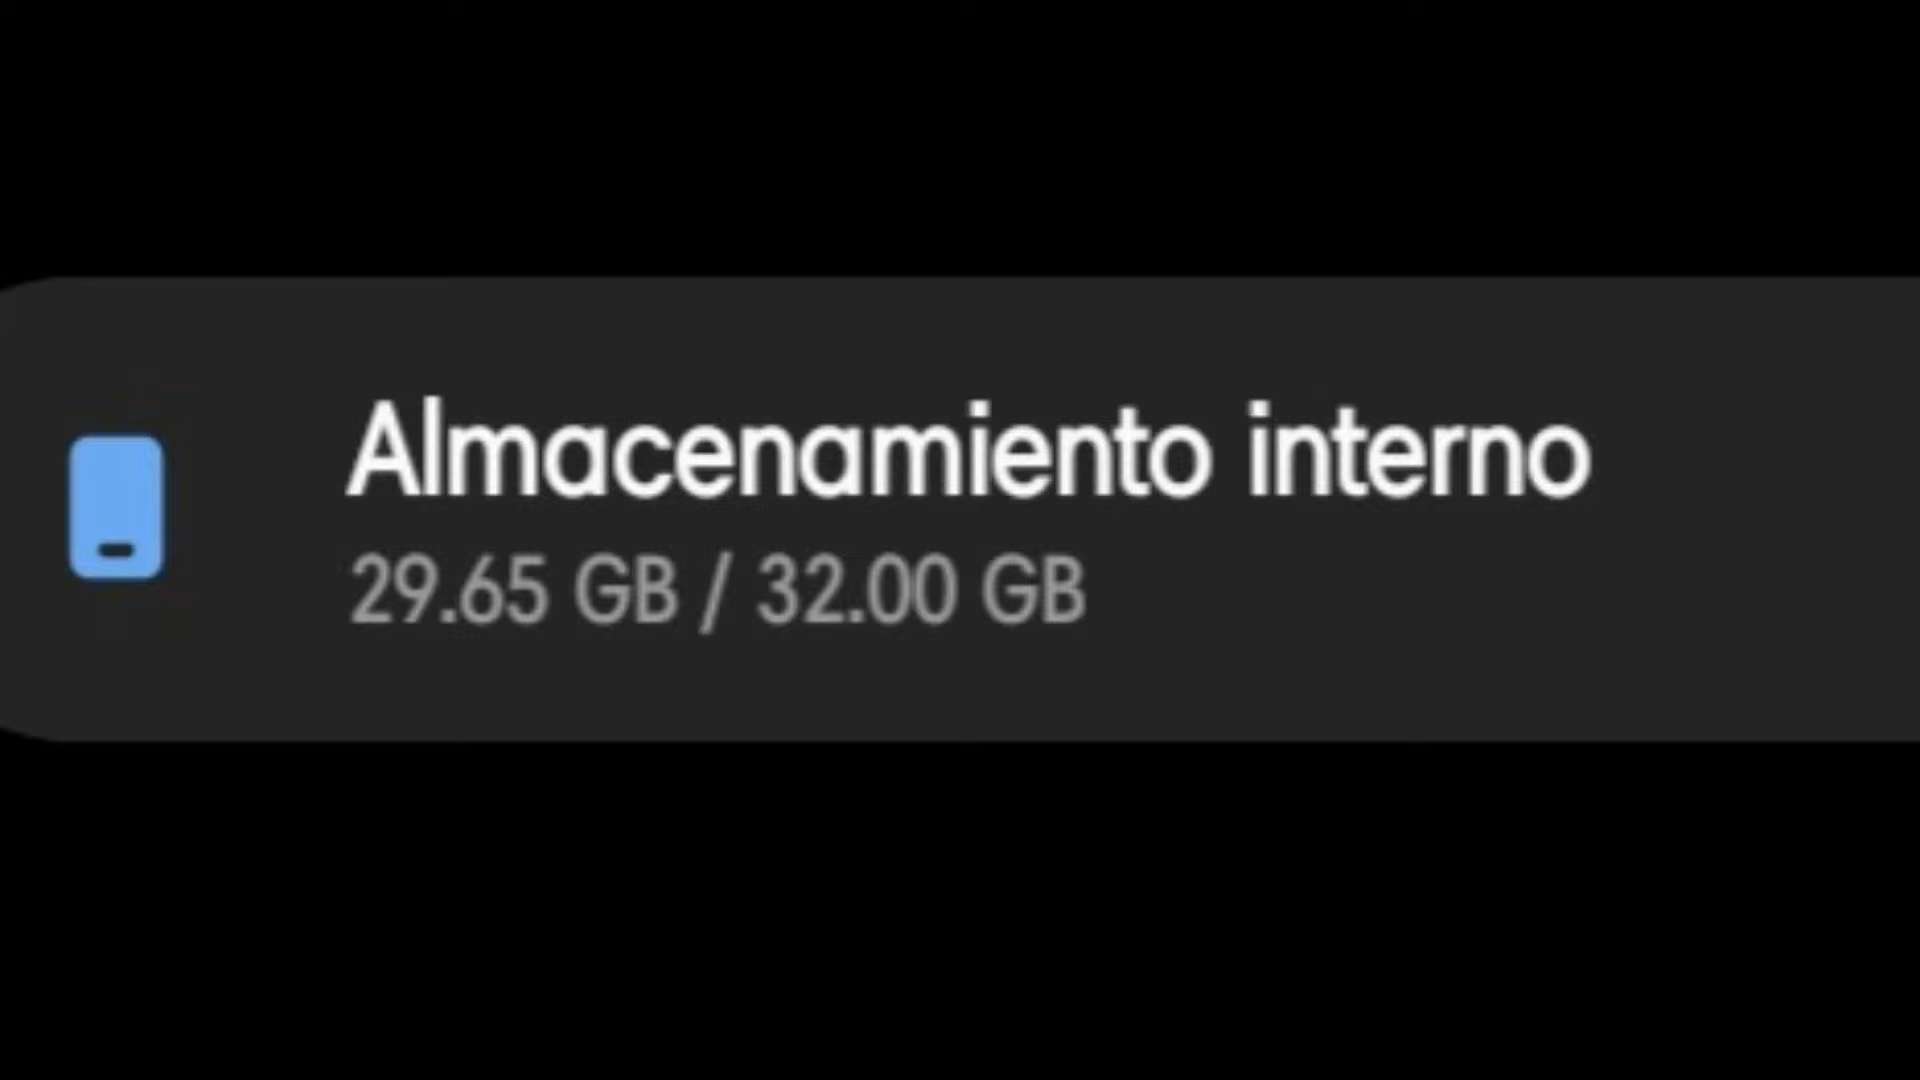 Almacenamiento interno
29.65 GB / 32.00 GB